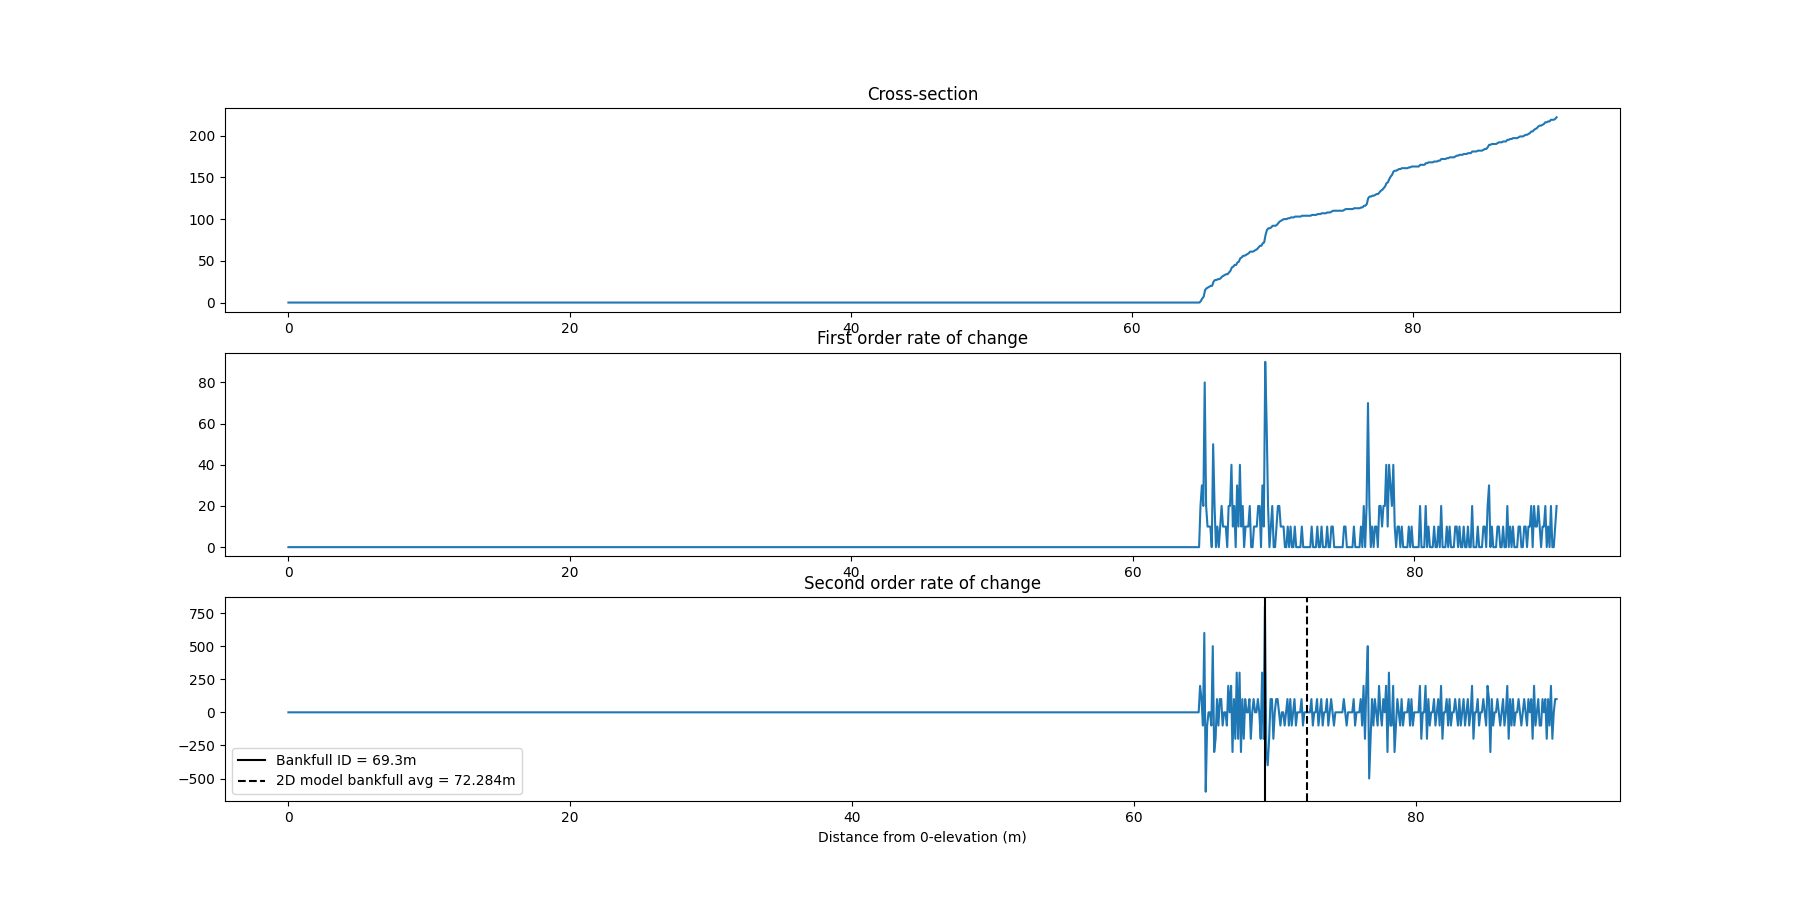 Cross-section
200
150
100
50
0
0 20 40 60 80
First order rate of change
80
60
40
20
0
0 20 40 60 80
Second order rate of change
750
500
250
0
−250
−500
Bankfull ID = 69.3m
2D model bankfull avg = 72.284m
0 20 40 60 80
Distance from 0-elevation (m)